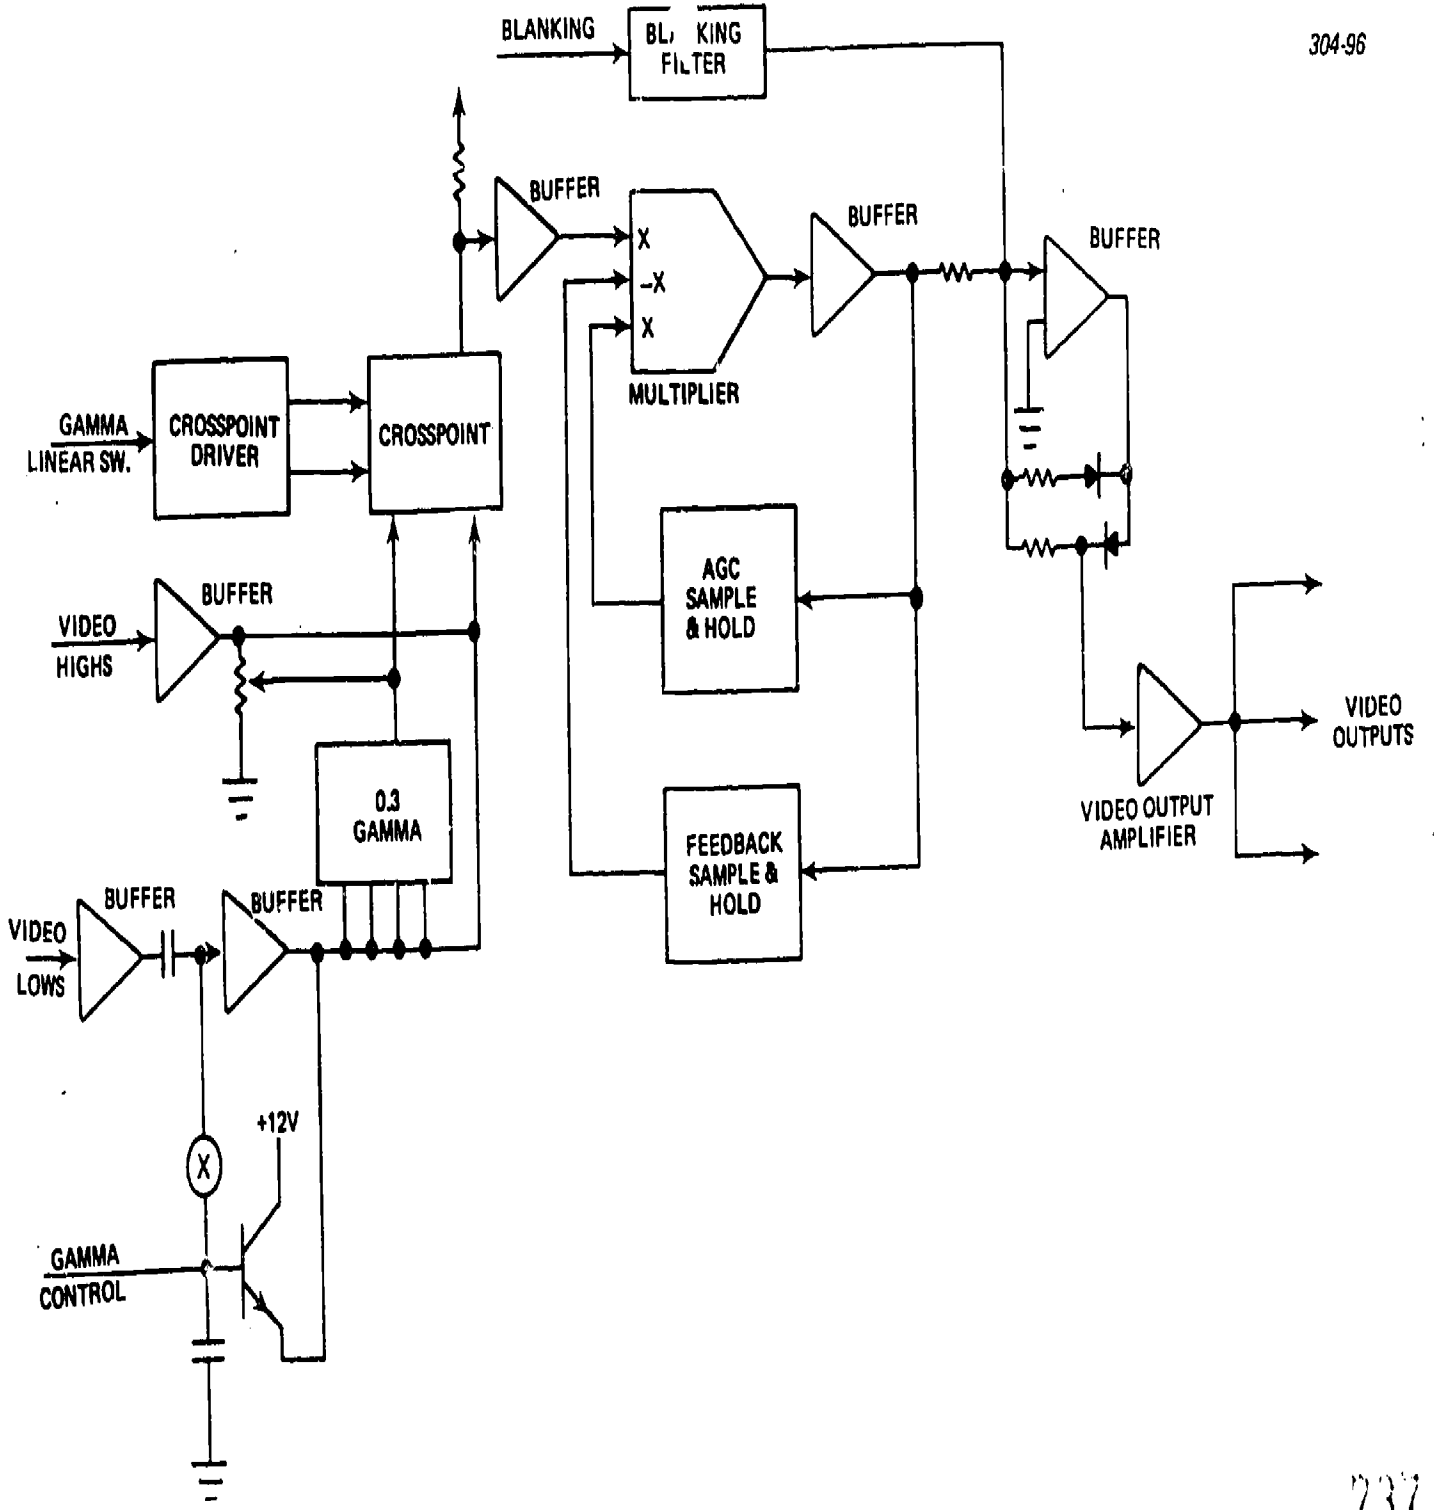 304-96
BLANKING
KING
FILTER
BUFFER
BUFFER
BUFFER
X
-X
X
MULTIPLIER
GAMMA
LINEAR SW.
CROSSPOINT
DRIVER
CROSSPOINT
AGC
SAMPLE
& HOLD
BUFFER
VIDEO
HIGHS
VIDEO
OUTPUTS
0.3
GAMMA
VIDEO OUTPUT
AMPLIFIER
FEEDBACK
SAMPLE &
HOLD
BUFFER
BUFFER
VIDEO
LOWS
+12V
X
GAMMA
CONTROL
737